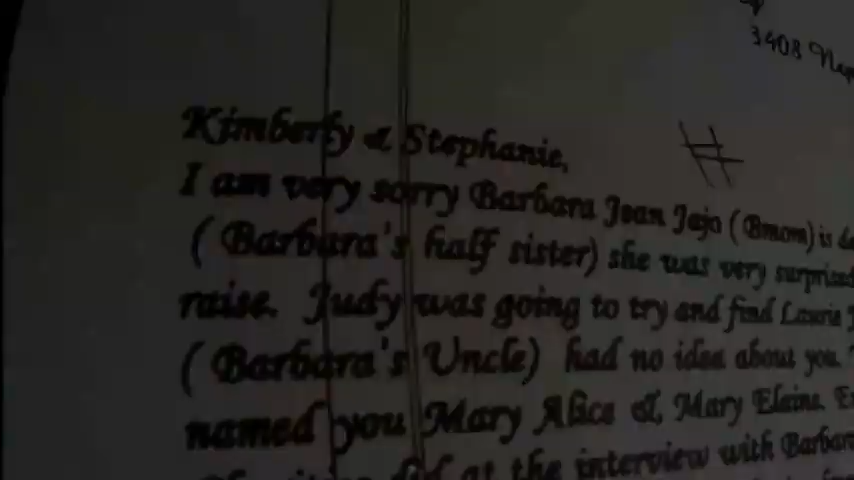 3408
Kimberly & Stephanie,
I am very sorry Barbara Jean Jajo (Bmom) is
( Barbara's half sister) she was very surprised
raise. Judy was going to try and find Laurie
( Barbara's Uncle) had no idea about you.
named you Mary Alice & Mary Elaine.
at the interview with Barbara